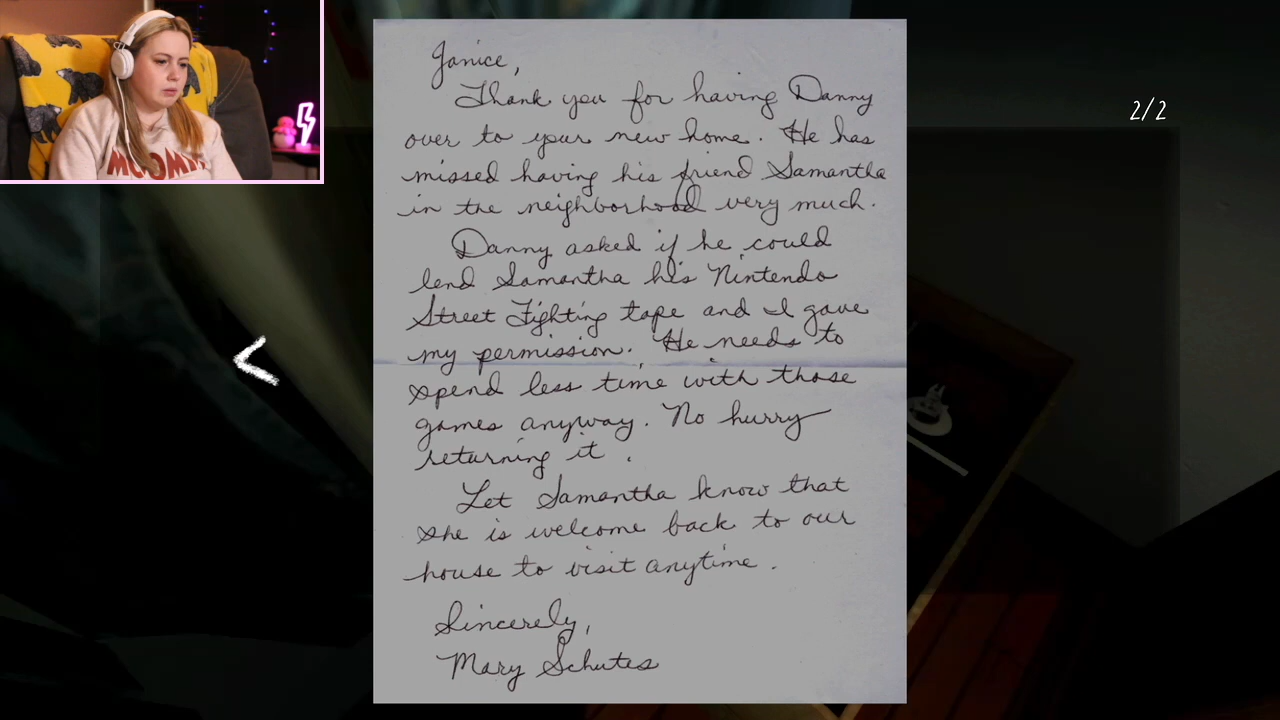 Janice,
Thank you for having Danny
over to your new home. He has
missed having his friend Samantha
in the neighborhood very much.
Danny asked if he could
lend Samantha his Nintendo
Street Fighting tape and I gave
my permission. He needs to
spend less time with those
games anyway. No hurry
returning it.
Let Samantha know that
she is welcome back to our
house to visit anytime.
Sincerely,
Mary Schutes
2/2
<